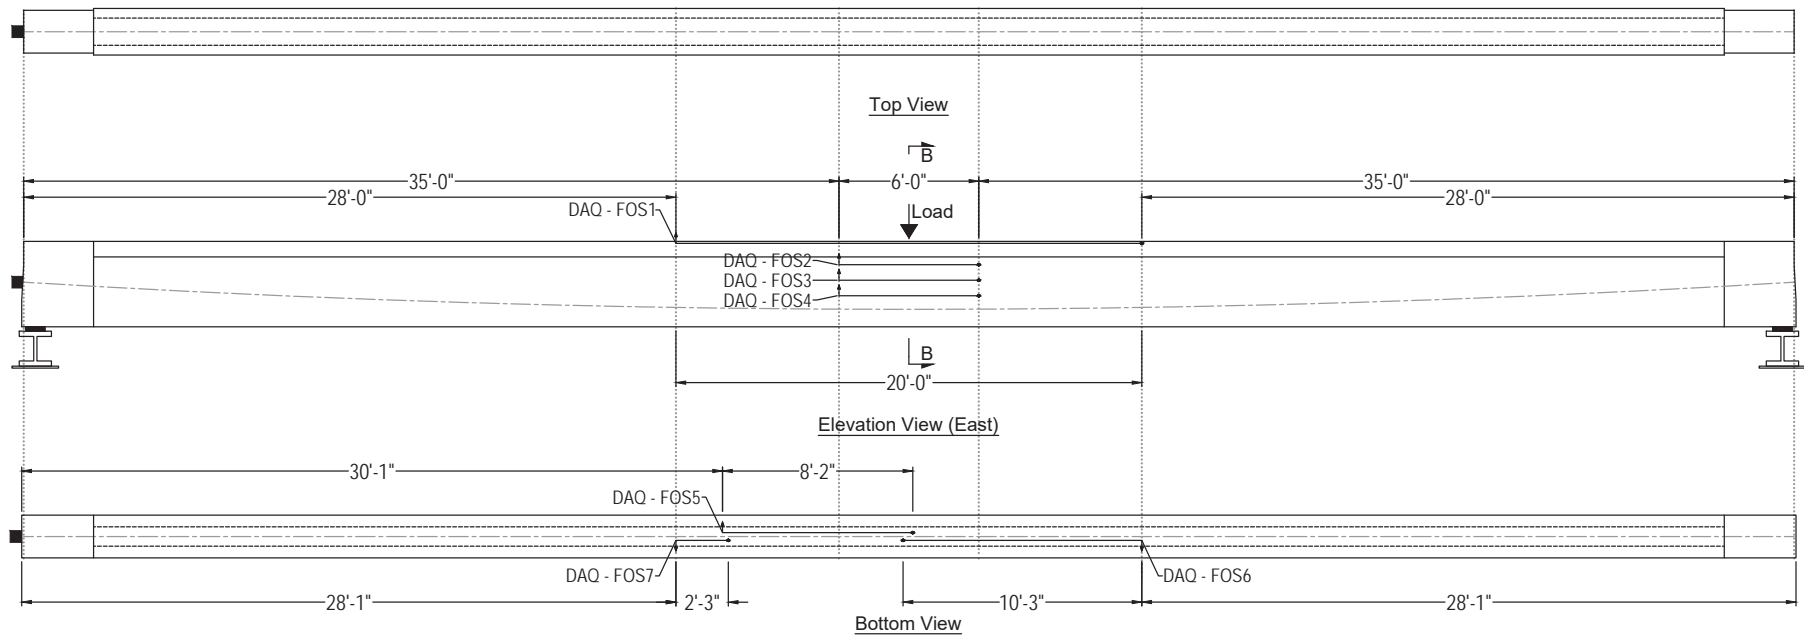 Top View
B
35'-0"
6'-0"
35'-0"
28'-0"
28'-0"
DAQ - FOS1
Load
DAQ - FOS2
DAQ - FOS3
DAQ - FOS4
B
20'-0"
Elevation View (East)
30'-1"
8'-2"
DAQ - FOS5
DAQ - FOS7
DAQ - FOS6
28'-1"
2'-3"
10'-3"
28'-1"
Bottom View